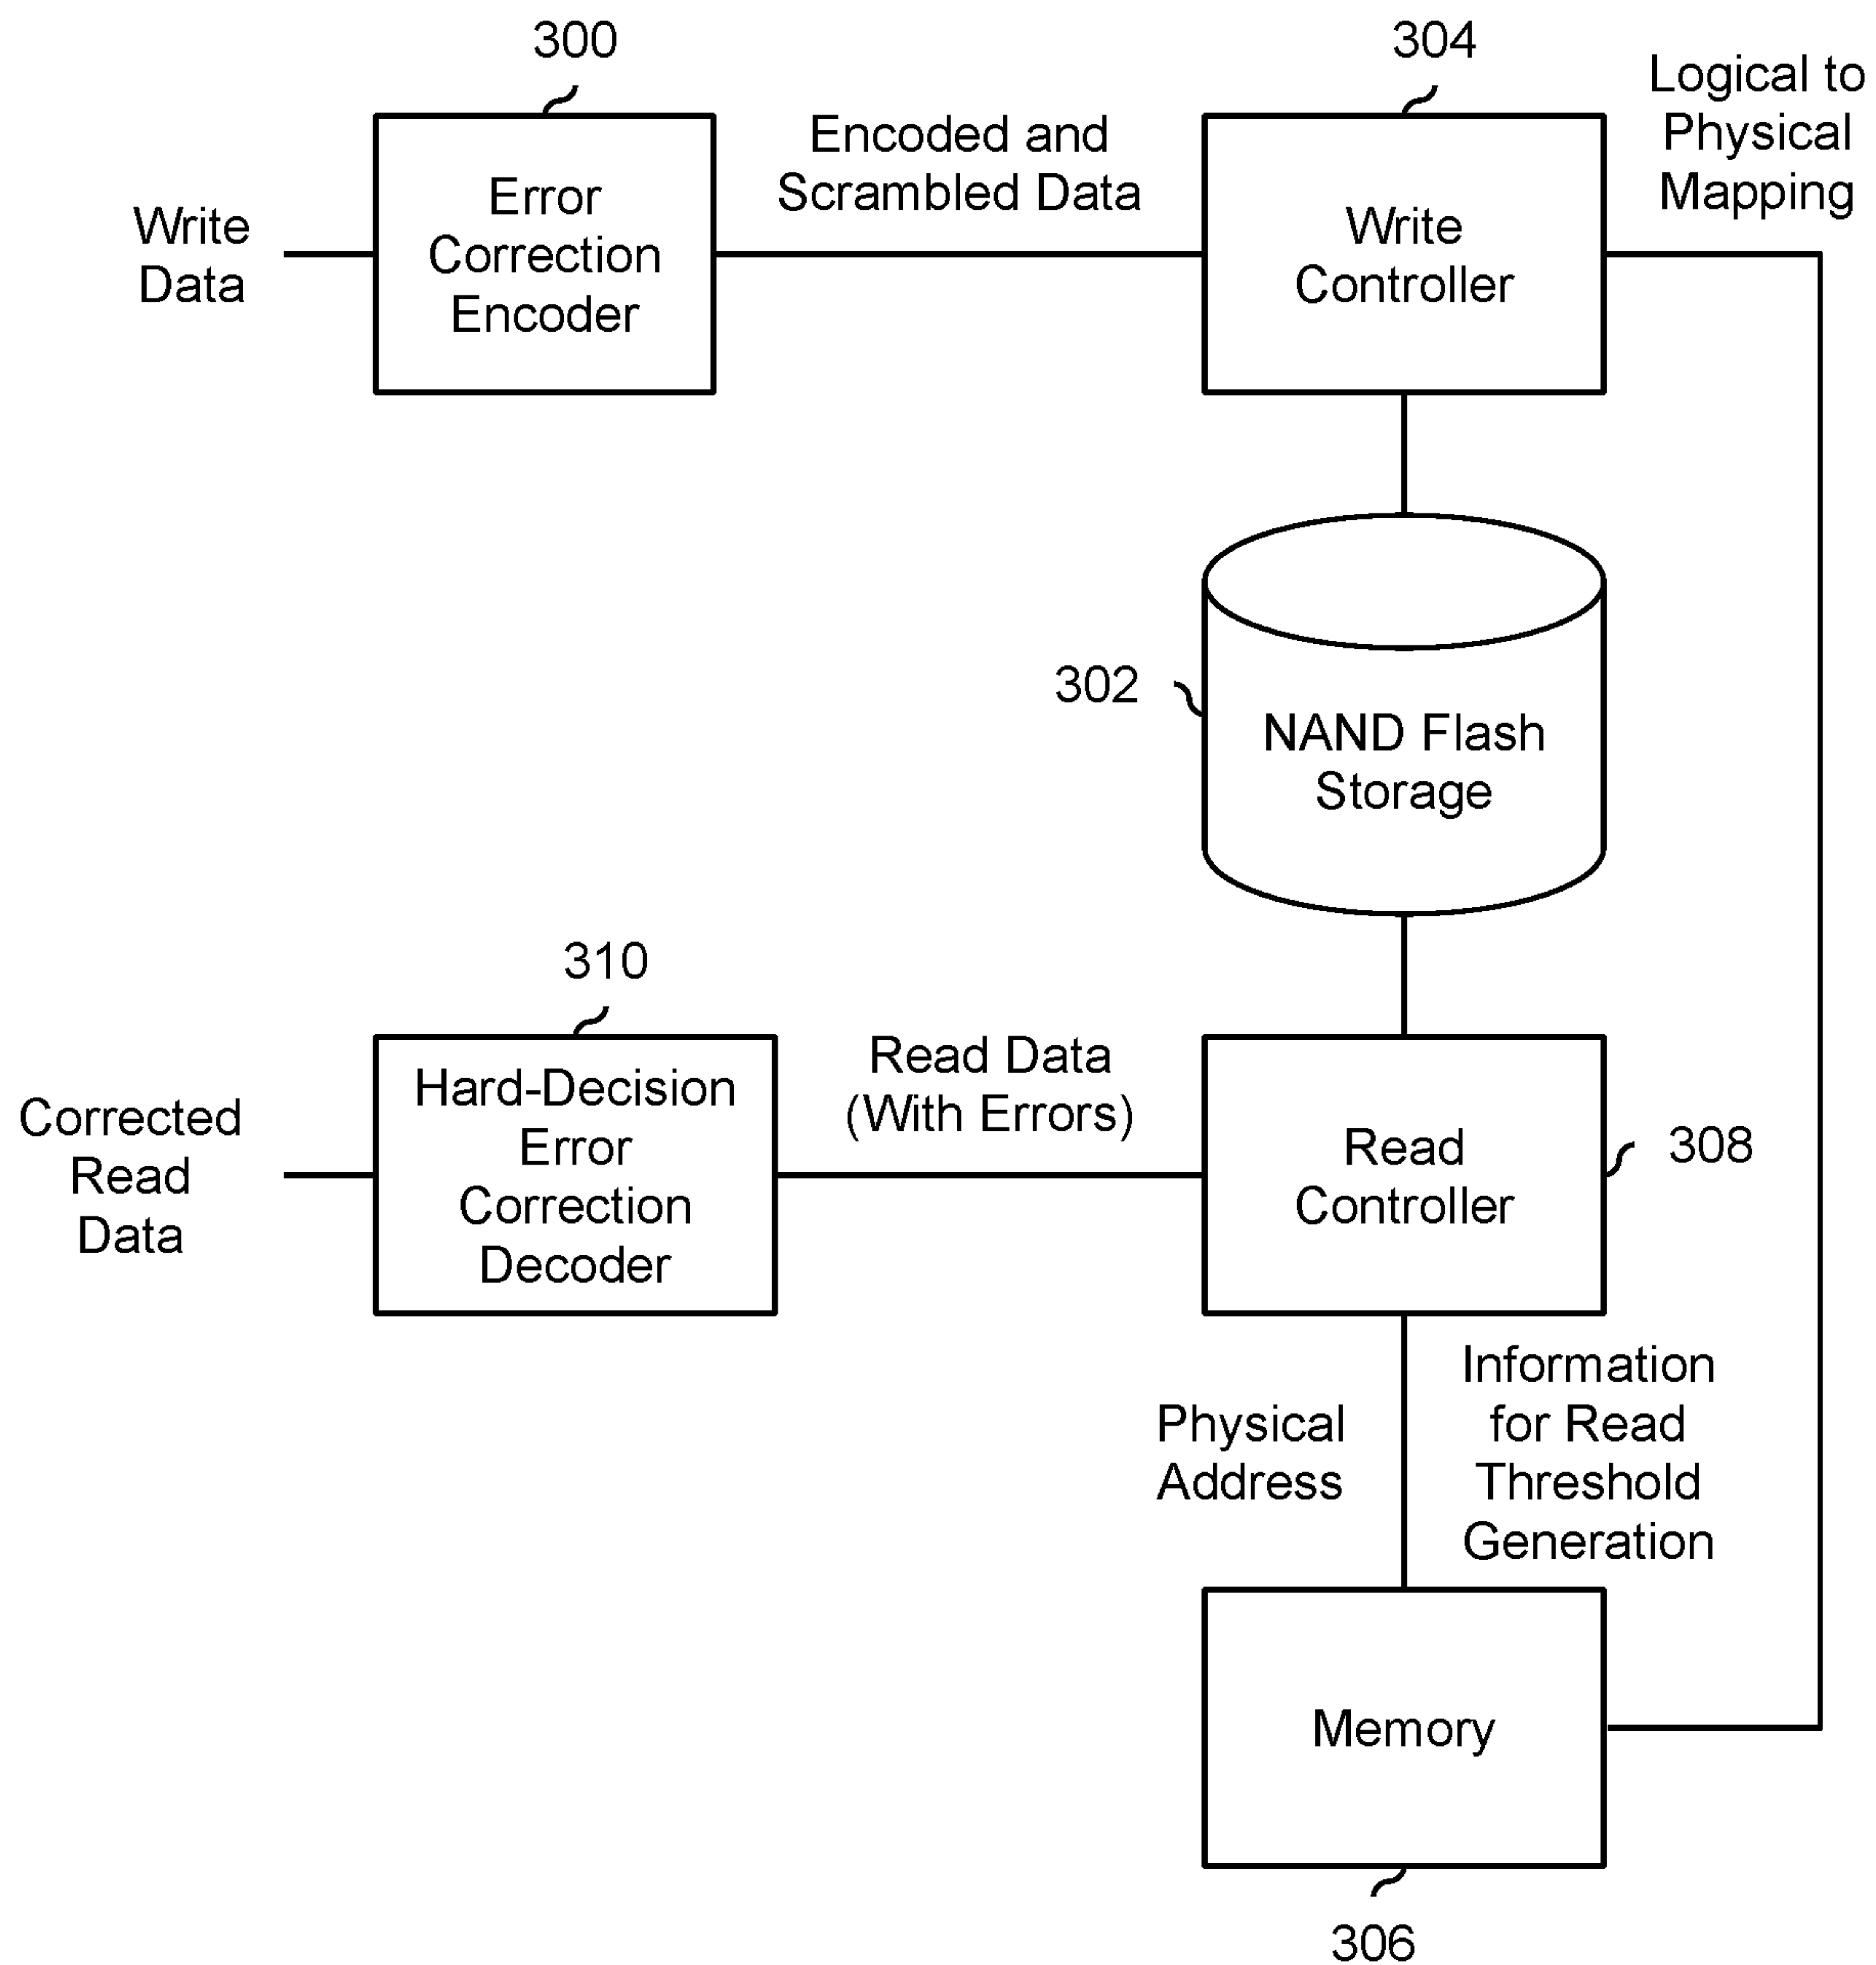 300
304
Logical to
Physical
Mapping
Encoded and
Scrambled Data
Write
Data
Error
Correction
Encoder
Write
Controller
302
NAND Flash
Storage
310
Corrected
Read
Data
Hard-Decision
Error
Correction
Decoder
Read Data
(With Errors)
Read
Controller
308
Physical
Address
Information
for Read
Threshold
Generation
Memory
306